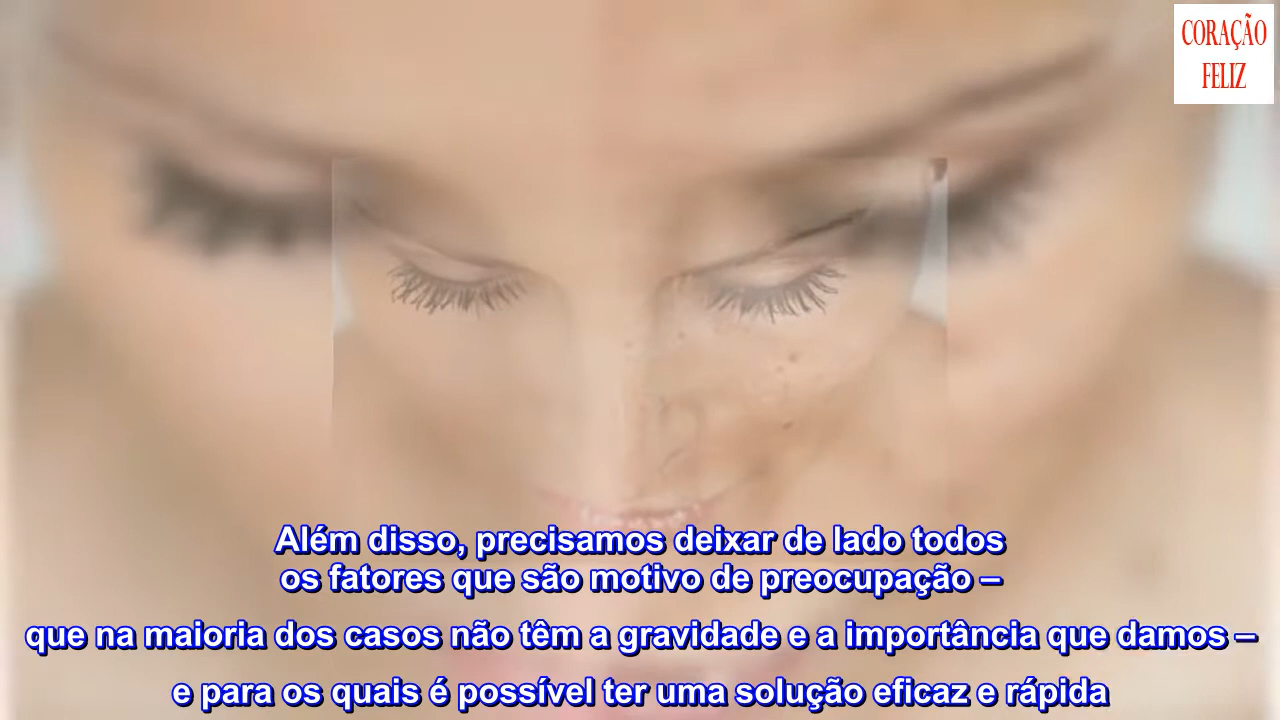 CORAÇÃO
FELIZ
Além disso, precisamos deixar de lado todos
os fatores que são motivo de preocupação –
que na maioria dos casos não têm a gravidade e a importância que damos –
e para os quais é possível ter uma solução eficaz e rápida